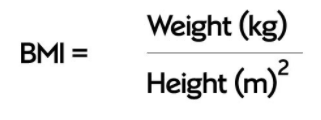 Weight (kg)
BMI =
Height (m)²